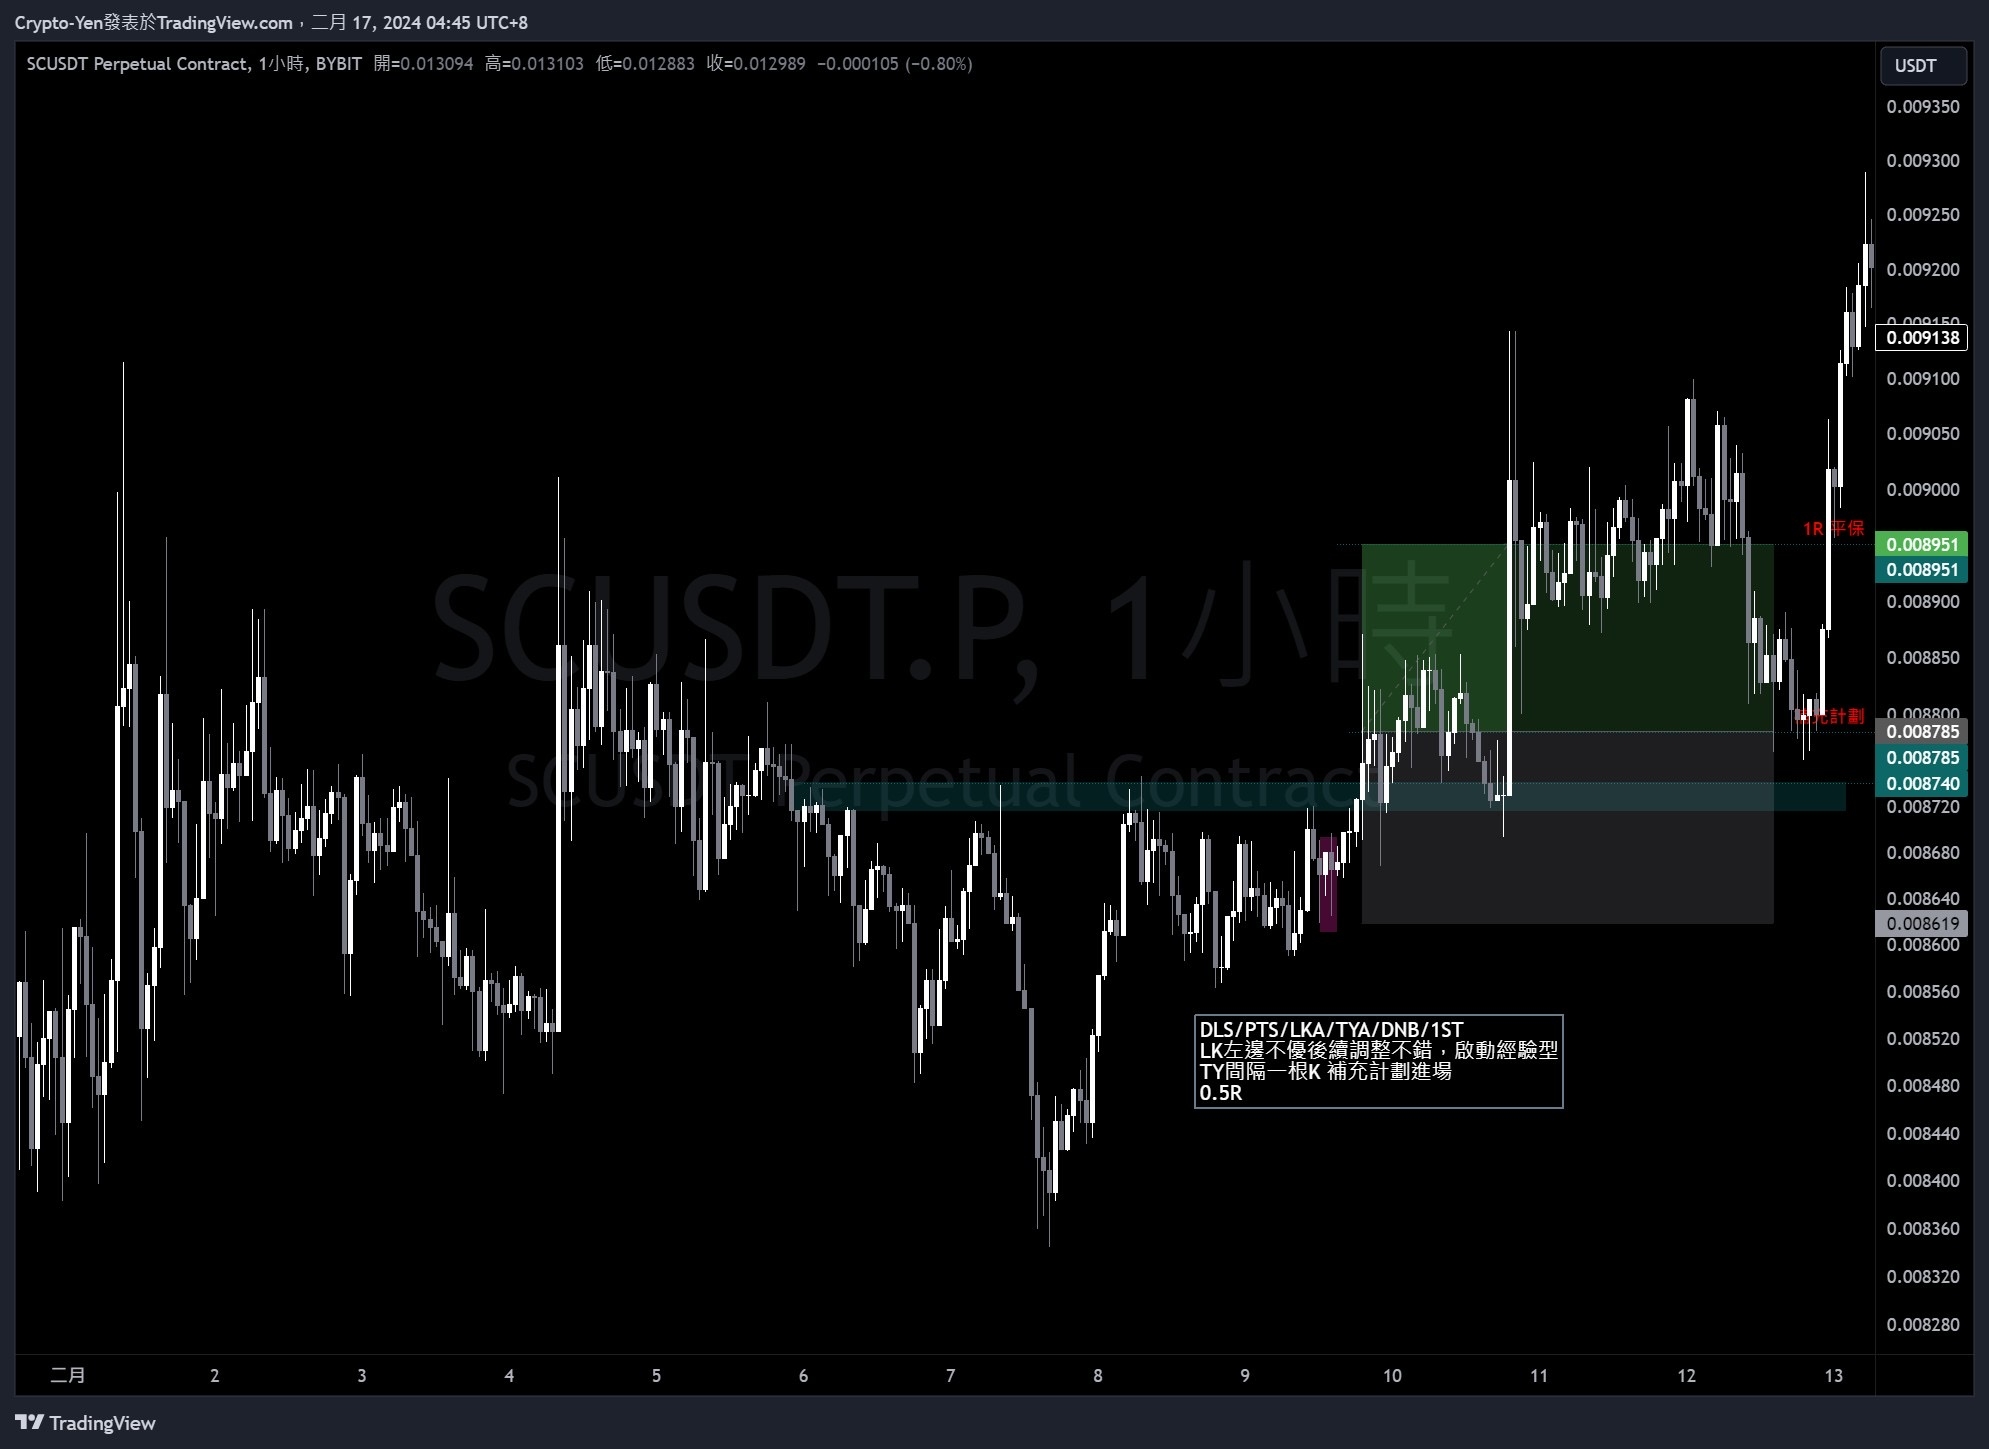 Crypto-Yen發表於TradingView.com，二月 17, 2024 04:45 UTC+8
SCUSDT Perpetual Contract, 1小時, BYBIT 開=0.013094 高=0.013103 低=0.012883 收=0.012989 −0.000105 (−0.80%)
USDT
0.009350
0.009300
0.009250
0.009200
0.009150
0.009138
0.009100
0.009050
0.009000
1R 平保
0.008951
0.008951
0.008900
SCUSDT.P, 1小時
0.008850
0.008800
補充計劃
0.008785
0.008785
SCUSDT Perpetual Contract
0.008740
0.008720
0.008680
0.008640
0.008619
0.008600
0.008560
DLS/PTS/LKA/TYA/DNB/1ST
LK左邊不優後續調整不錯，啟動經驗型
TY間隔一根K 補充計劃進場
0.5R
0.008520
0.008480
0.008440
0.008400
0.008360
0.008320
0.008280
二月 2 3 4 5 6 7 8 9 10 11 12 13
TradingView